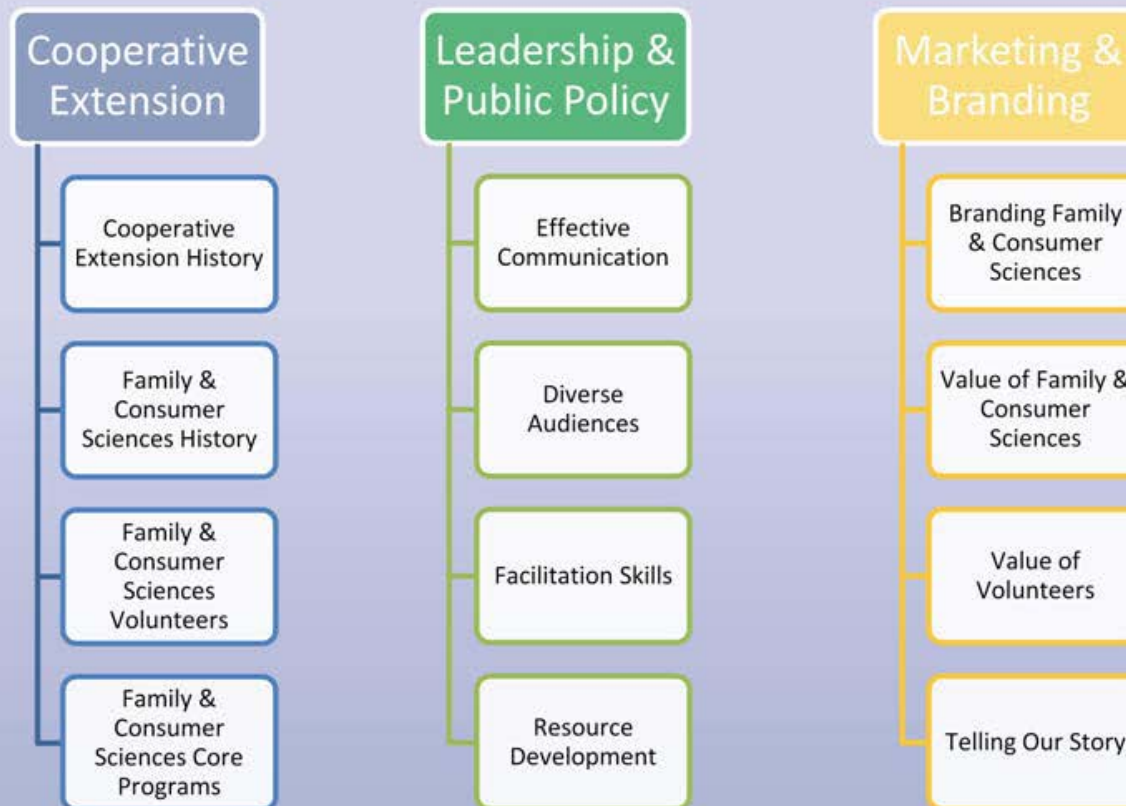 Cooperative
Extension
Cooperative
Extension History
Family &
Consumer
Sciences History
Family &
Consumer
Sciences
Volunteers
Family &
Consumer
Sciences Core
Programs
Leadership &
Public Policy
Effective
Communication
Diverse
Audiences
Facilitation Skills
Resource
Development
Marketing &
Branding
Branding Family
& Consumer
Sciences
Value of Family &
Consumer
Sciences
Value of
Volunteers
Telling Our Story